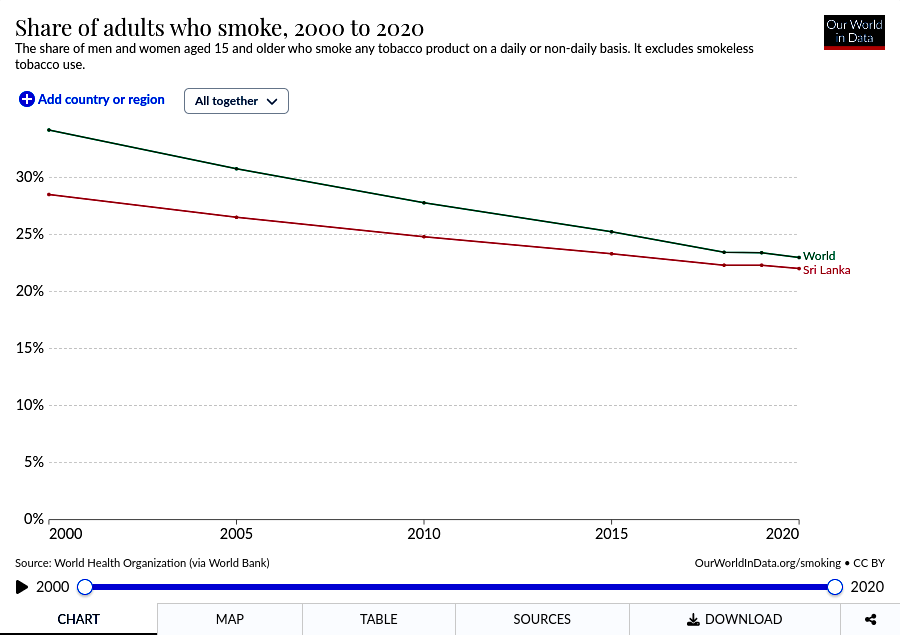 Share of adults who smoke, 2000 to 2020
Our World
in Data
The share of men and women aged 15 and older who smoke any tobacco product on a daily or non-daily basis. It excludes smokeless
tobacco use.
Add country or region
All together
30%
25%
20%
15%
10%
5%
0%
World
Sri Lanka
2000 2005 2010 2015 2020
Source: World Health Organization (via World Bank)
OurWorldInData.org/smoking • CC BY
2000 2020
CHART MAP TABLE SOURCES DOWNLOAD